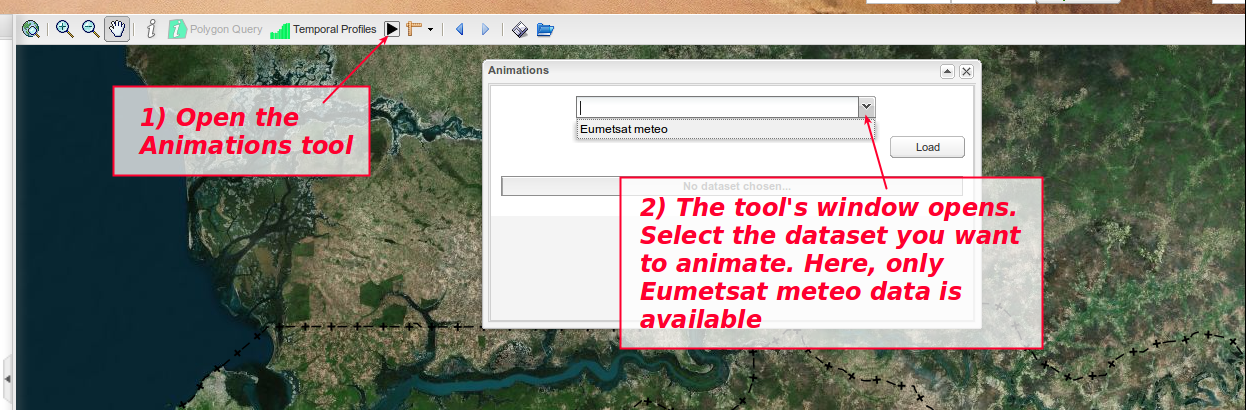 Polygon Query Temporal Profiles
Animations
1) Open the
Animations tool
Eumetsat meteo
Load
No dataset chosen...
2) The tool's window opens.
Select the dataset you want
to animate. Here, only
Eumetsat meteo data is
available